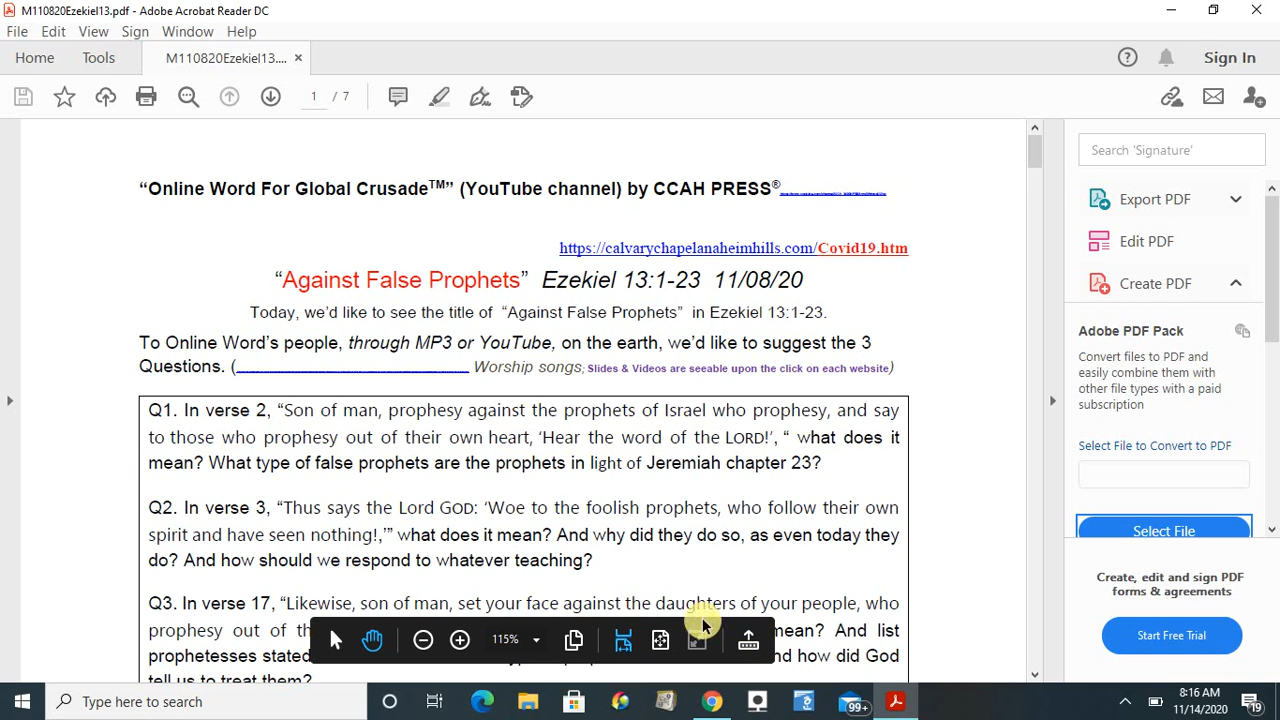 M110820Ezekiel13.pdf - Adobe Acrobat Reader DC
File Edit View Sign Window Help
Home Tools M110820Ezekiel13.... ×
Sign In
1 / 7
Search 'Signature'
“Online Word For Global Crusade™” (YouTube channel) by CCAH PRESS®
https://calvarychapelanaheimhills.com/Covid19.htm
“Against False Prophets” Ezekiel 13:1-23 11/08/20
Today, we’d like to see the title of “Against False Prophets” in Ezekiel 13:1-23.
To Online Word’s people, through MP3 or YouTube, on the earth, we’d like to suggest the 3
Questions. ( Worship songs; Slides & Videos are seeable upon the click on each website)
Q1. In verse 2, “Son of man, prophesy against the prophets of Israel who prophesy, and say
to those who prophesy out of their own heart, ‘Hear the word of the LORD!’, “ what does it
mean? What type of false prophets are the prophets in light of Jeremiah chapter 23?
Q2. In verse 3, “Thus says the Lord GOD: ‘Woe to the foolish prophets, who follow their own
spirit and have seen nothing!,’” what does it mean? And why did they do so, as even today they
do? And how should we respond to whatever teaching?
Q3. In verse 17, “Likewise, son of man, set your face against the daughters of your people, who
prophesy out of th mean? And list
prophetesses stated nd how did God
tell us to treat them?
115%
Export PDF
Edit PDF
Create PDF
Adobe PDF Pack
Convert files to PDF and
easily combine them with
other file types with a paid
subscription
Select File to Convert to PDF
Select File
Create, edit and sign PDF
forms & agreements
Start Free Trial
Type here to search
99+
8:16 AM
11/14/2020
19